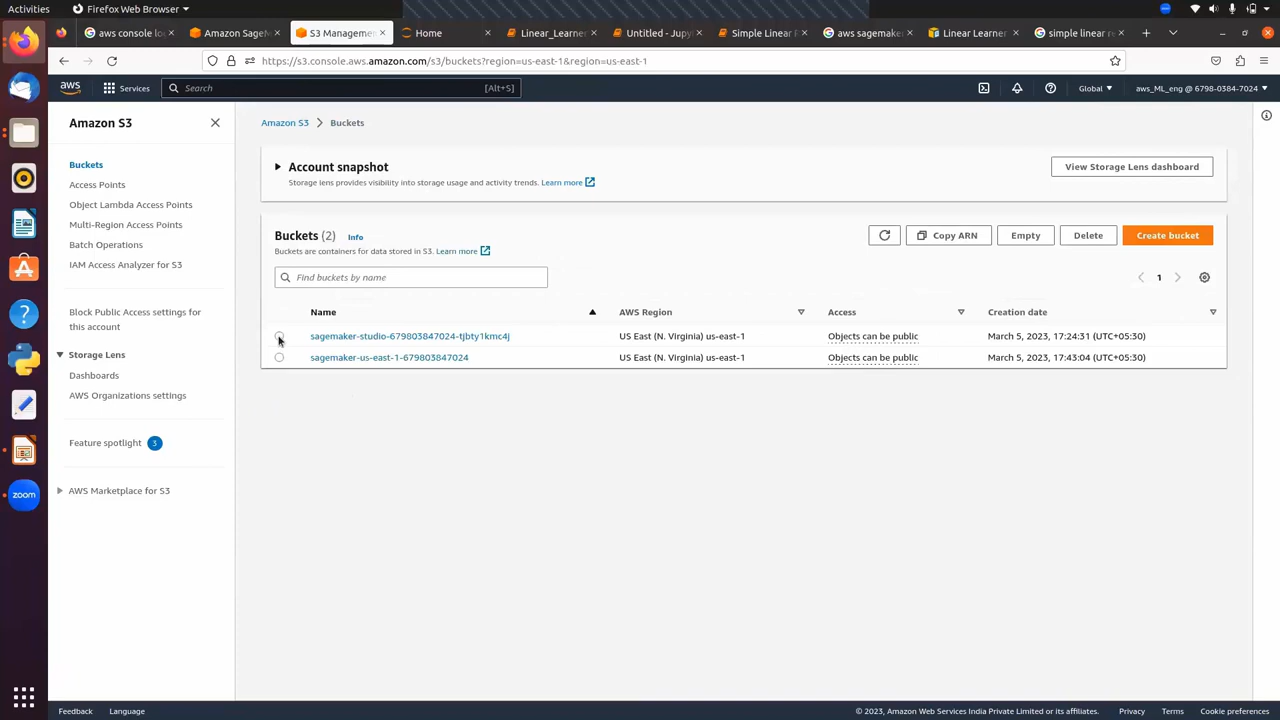 Activities Firefox Web Browser
aws console lo Amazon SageM S3 Managemen Home Linear_Learner Untitled - Jupyt Simple Linear R aws sagemake Linear Learner simple linear re
https://s3.console.aws.amazon.com/s3/buckets?region=us-east-1&region=us-east-1
aws Services Search [Alt+S] Global aws_ML_eng @ 6798-0384-7024
Amazon S3
Buckets
Access Points
Object Lambda Access Points
Multi-Region Access Points
Batch Operations
IAM Access Analyzer for S3
Block Public Access settings for
this account
Storage Lens
Dashboards
AWS Organizations settings
Feature spotlight 3
AWS Marketplace for S3
Amazon S3 Buckets
Account snapshot
Storage lens provides visibility into storage usage and activity trends. Learn more
View Storage Lens dashboard
Buckets (2) Info
Buckets are containers for data stored in S3. Learn more
Copy ARN Empty Delete Create bucket
Find buckets by name
1
Name AWS Region Access Creation date
sagemaker-studio-679803847024-tjbty1kmc4j US East (N. Virginia) us-east-1 Objects can be public March 5, 2023, 17:24:31 (UTC+05:30)
sagemaker-us-east-1-679803847024 US East (N. Virginia) us-east-1 Objects can be public March 5, 2023, 17:43:04 (UTC+05:30)
zoom
Feedback Language © 2023, Amazon Web Services India Private Limited or its affiliates. Privacy Terms Cookie preferences